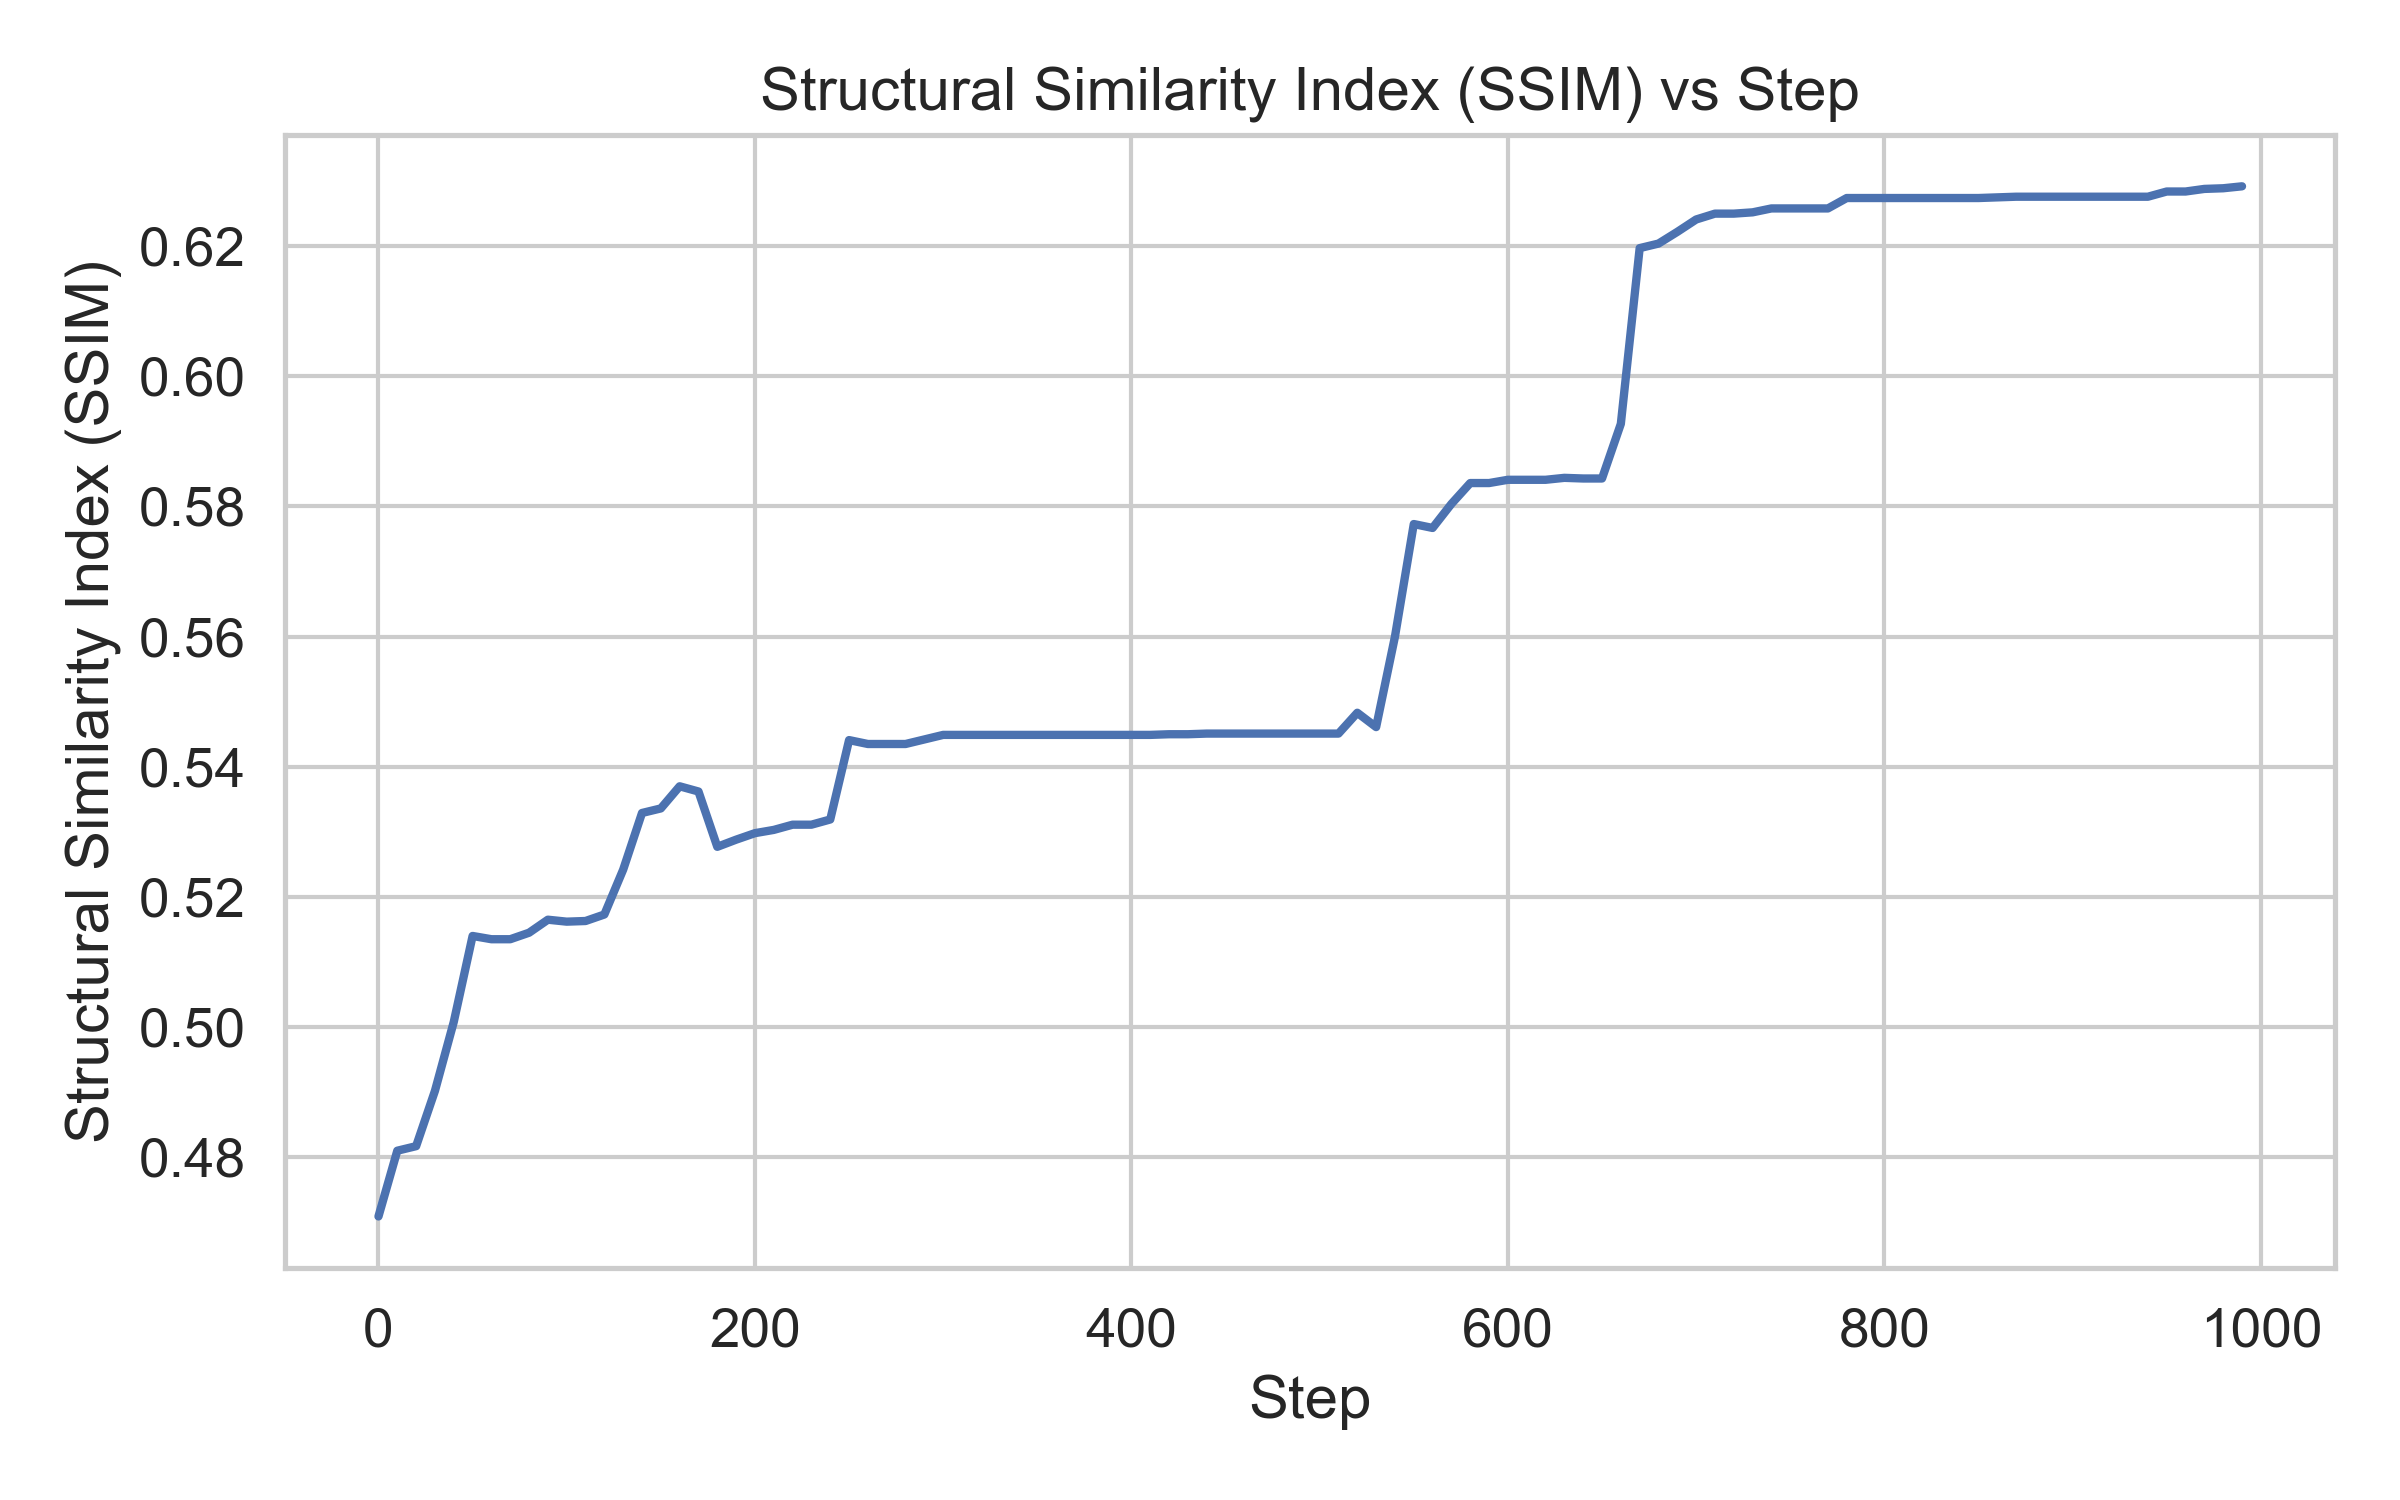 Structural Similarity Index (SSIM) vs Step
Structural Similarity Index (SSIM)
0.62
0.60
0.58
0.56
0.54
0.52
0.50
0.48
0 200 400 600 800 1000
Step